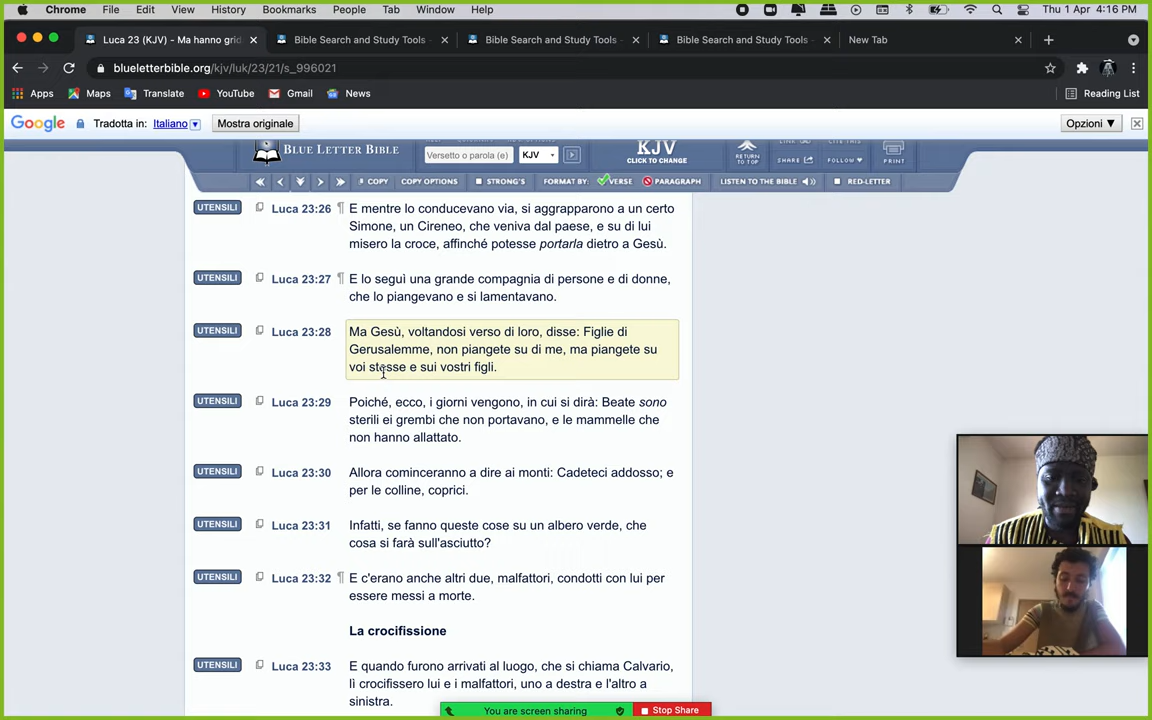 Chrome File Edit View History Bookmarks People Tab Window Help Thu 1 Apr 4:16 PM
Luca 23 (KJV) - Ma hanno grid Bible Search and Study Tools - Bible Search and Study Tools - Bible Search and Study Tools - New Tab
blueletterbible.org/kjv/luk/23/21/s_996021
Apps Maps Translate YouTube Gmail News Reading List
Google Tradotta in: Italiano Mostra originale Opzioni ▼
BLUE LETTER BIBLE Versetto o parola (e) KJV KJV CLICK TO CHANGE RETURN TO TOP SHARE FOLLOW PRINT
COPY COPY OPTIONS STRONG'S FORMAT BY: VERSE PARAGRAPH LISTEN TO THE BIBLE RED-LETTER
UTENSILI Luca 23:26 ¶ E mentre lo conducevano via, si aggrapparono a un certo
Simone, un Cireneo, che veniva dal paese, e su di lui
misero la croce, affinché potesse portarla dietro a Gesù.
UTENSILI Luca 23:27 ¶ E lo seguì una grande compagnia di persone e di donne,
che lo piangevano e si lamentavano.
UTENSILI Luca 23:28 Ma Gesù, voltandosi verso di loro, disse: Figlie di
Gerusalemme, non piangete su di me, ma piangete su
voi stesse e sui vostri figli.
UTENSILI Luca 23:29 Poiché, ecco, i giorni vengono, in cui si dirà: Beate sono
sterili ei grembi che non portavano, e le mammelle che
non hanno allattato.
UTENSILI Luca 23:30 Allora cominceranno a dire ai monti: Cadeteci addosso; e
per le colline, coprici.
UTENSILI Luca 23:31 Infatti, se fanno queste cose su un albero verde, che
cosa si farà sull'asciutto?
UTENSILI Luca 23:32 ¶ E c'erano anche altri due, malfattori, condotti con lui per
essere messi a morte.
La crocifissione
UTENSILI Luca 23:33 E quando furono arrivati al luogo, che si chiama Calvario,
lì crocifissero lui e i malfattori, uno a destra e l'altro a
sinistra.
You are screen sharing Stop Share